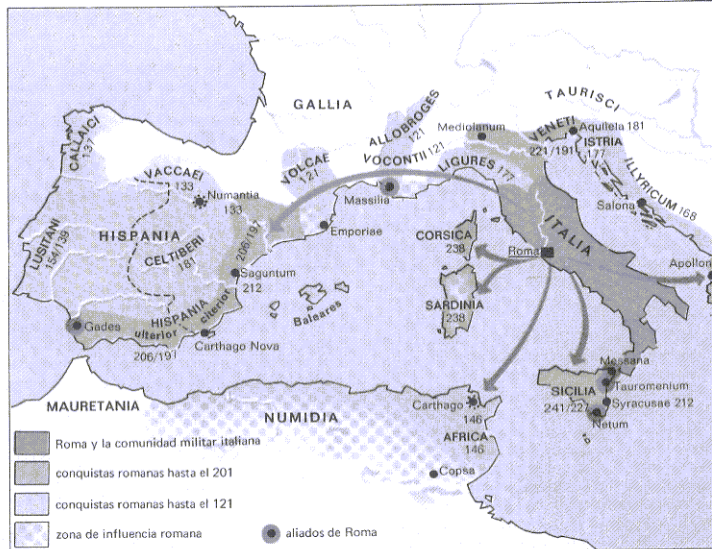 GALLIA
TAURISCI
CALLAICI
137
VACCAEI
133
Numantia
133
VOLCAE
121
ALLOBROGES
121
VOCONTII 121
Mediolanum
LIGURES 177
VENETI
221/191
Aquilela 181
ISTRIA
177
ILLYRICUM 168
Salona
Massilia
Emporiae
LUSITANI
154/139
HISPANIA
CELTIBERI
181
206/19
Saguntum
212
CORSICA
238
Roma
ITALIA
Apollon
SARDINIA
238
Baleares
Gades
HISPANIA
ulterior
citerior
206/19
Carthago Nova
Messana
Tauromenium
SICILIA
241/227
Syracusae 212
Netum
MAURETANIA
NUMIDIA
Carthago
146
AFRICA
146
Copsa
Roma y la comunidad militar italiana
conquistas romanas hasta el 201
conquistas romanas hasta el 121
zona de influencia romana
aliados de Roma